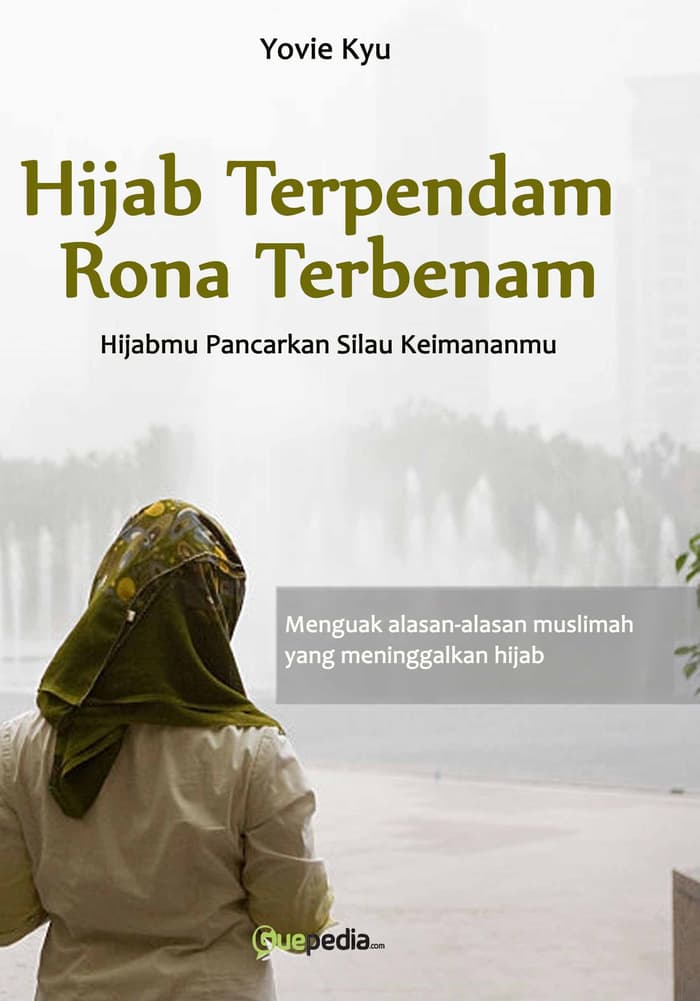 Yovie Kyu
Hijab Terpendam
Rona Terbenam
Hijabmu Pancarkan Silau Keimananmu
Menguak alasan-alasan muslimah
yang meninggalkan hijab
Guepedia.com